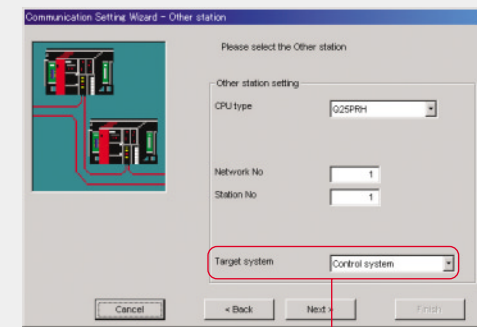 Communication Setting Wizard - Other station
Please select the Other station
Other station setting
CPU type Q25PRH
Network No 1
Station No 1
Target system Control system
Cancel < Back Next > Finish